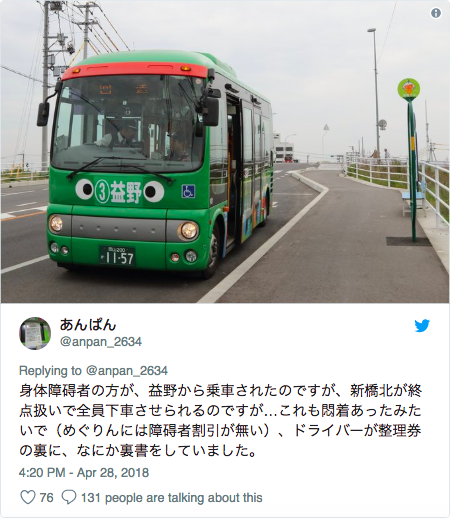 ③益野
岡山200
11-57
あんぱん
@anpan_2634
Replying to @anpan_2634
身体障碍者の方が、益野から乗車されたのですが、新橋北が終
点扱いで全員下車させられるのですが...これも悶着あったみた
いで（めぐりんには障碍者割引が無い）、ドライバーが整理券
の裏に、なにか裏書をしていました。
4:20 PM - Apr 28, 2018
76 131 people are talking about this